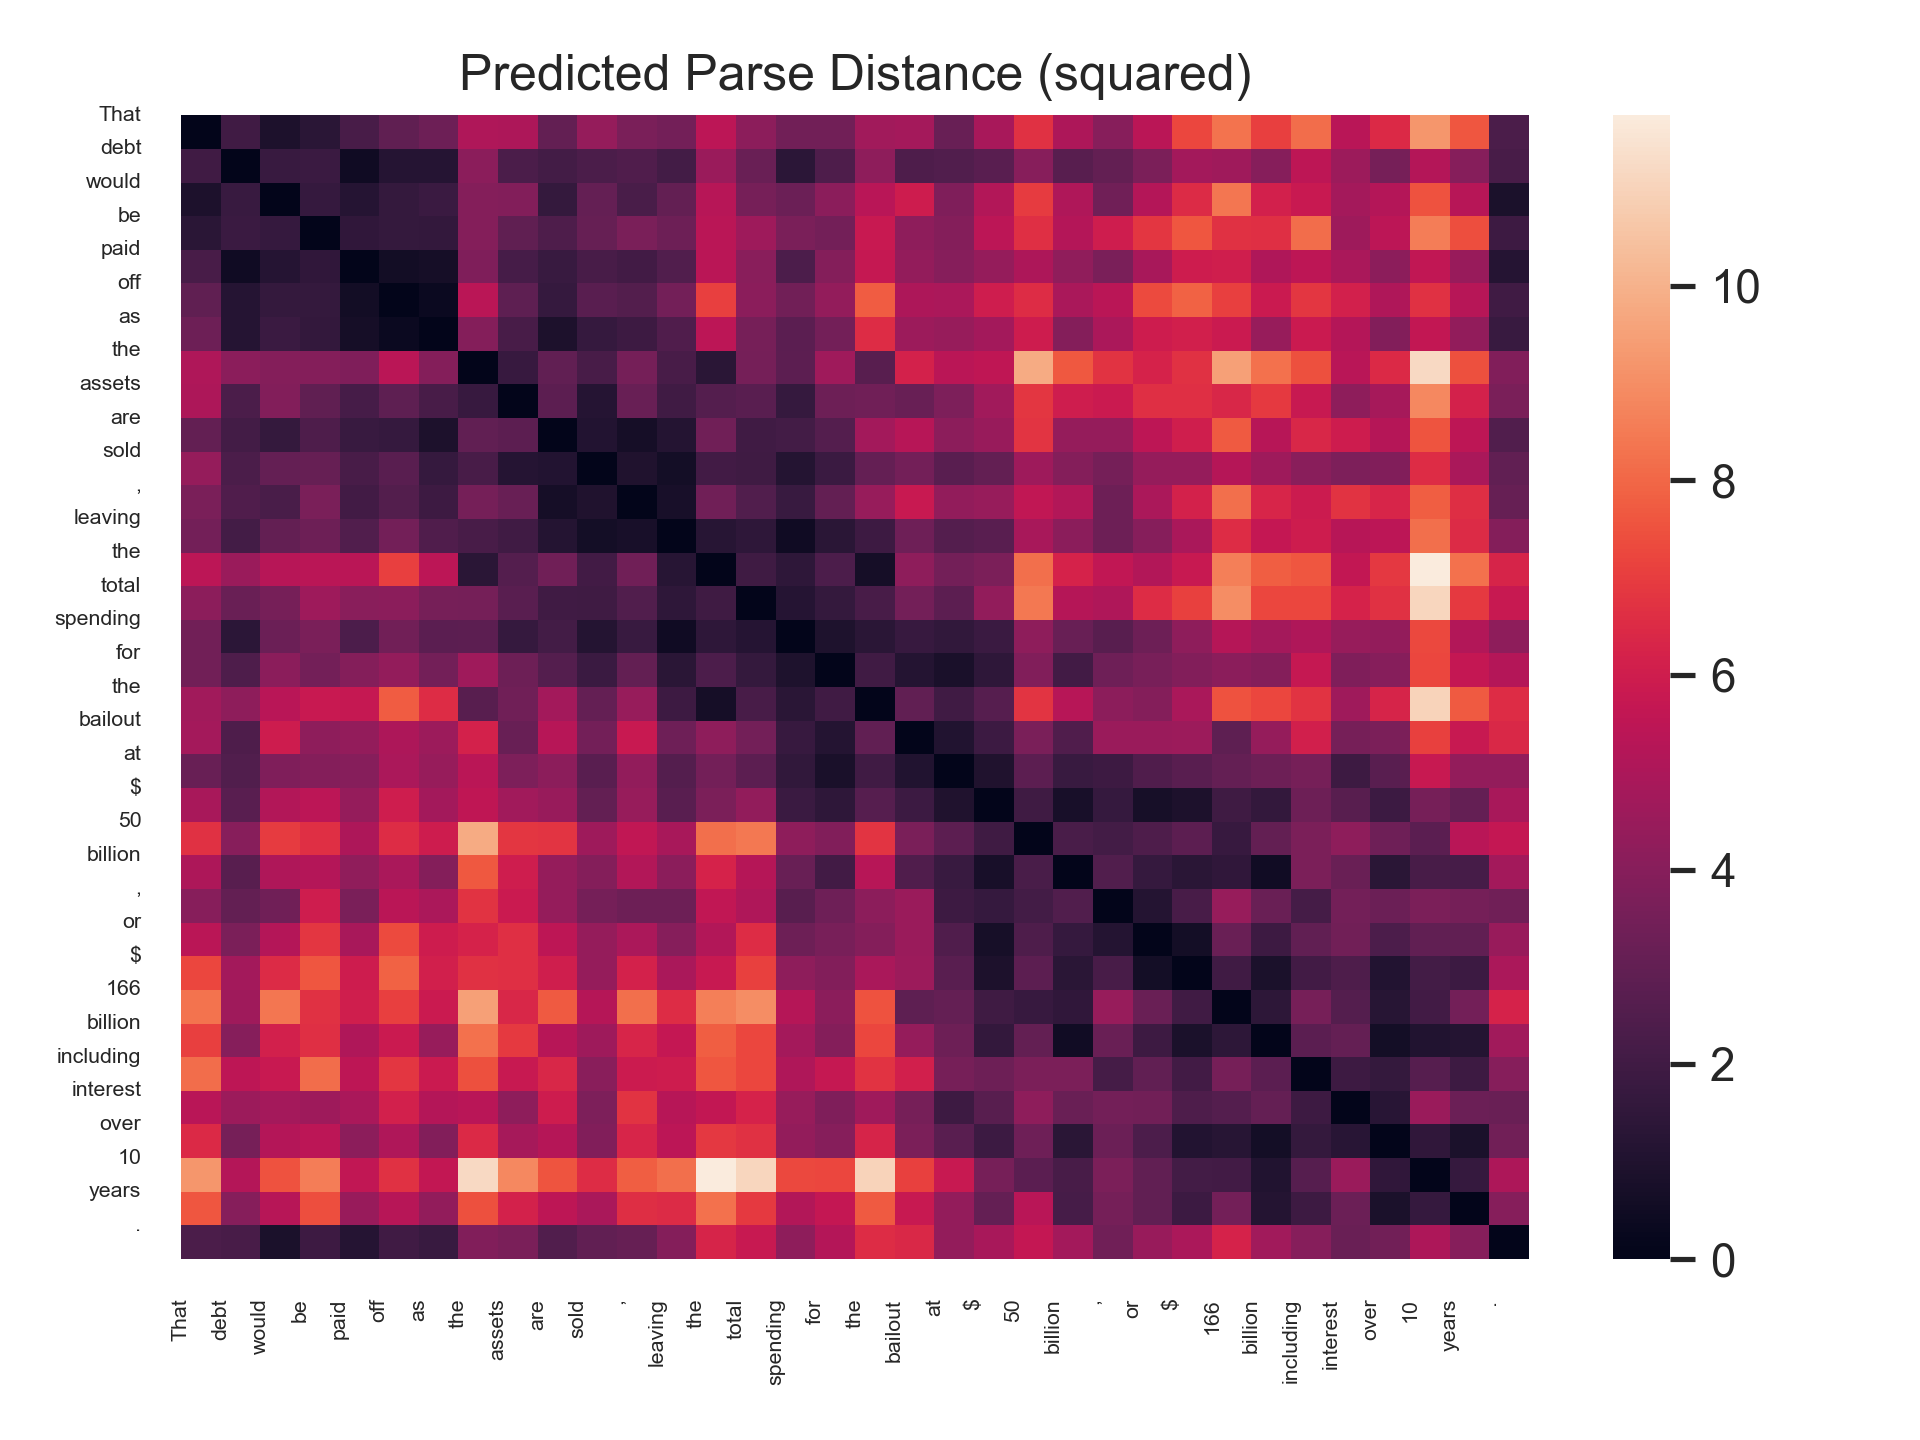 Predicted Parse Distance (squared)
That
debt
would
be
paid
off
as
the
assets
are
sold
,
leaving
the
total
spending
for
the
bailout
at
$
50
billion
,
or
$
166
billion
including
interest
over
10
years
.
10
8
6
4
2
0
That debt would be paid off as the assets are sold , leaving the total spending for the bailout at $ 50 billion , or $ 166 billion including interest over 10 years .